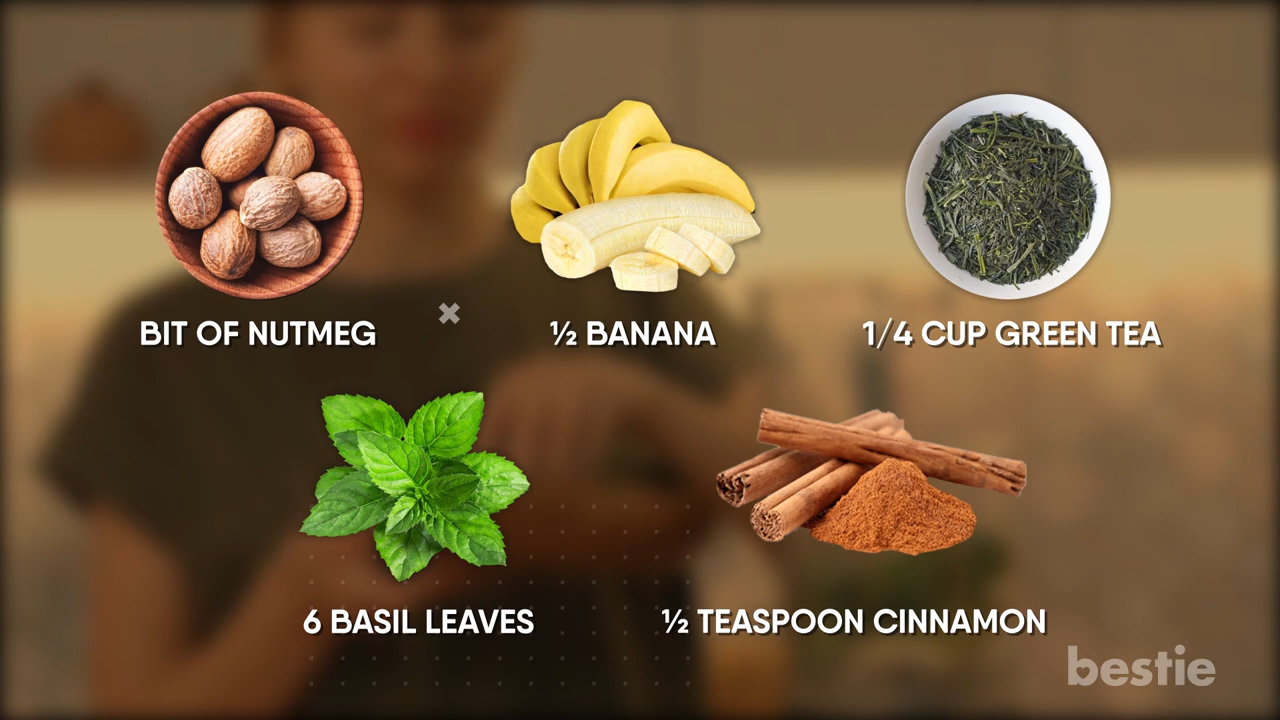 BIT OF NUTMEG
½ BANANA
1/4 CUP GREEN TEA
6 BASIL LEAVES
½ TEASPOON CINNAMON
bestie